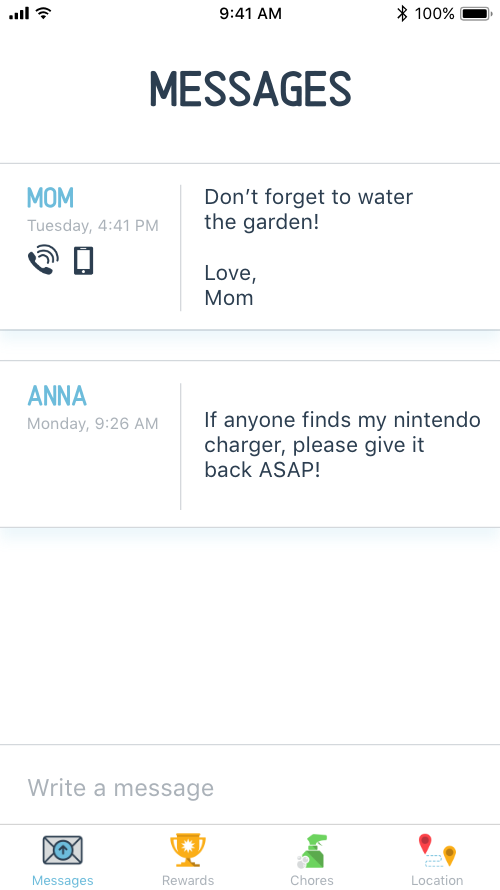 9:41 AM
100%
MESSAGES
MOM
Tuesday, 4:41 PM
Don’t forget to water
the garden!
Love,
Mom
ANNA
Monday, 9:26 AM
If anyone finds my nintendo
charger, please give it
back ASAP!
Write a message
Messages
Rewards
Chores
Location